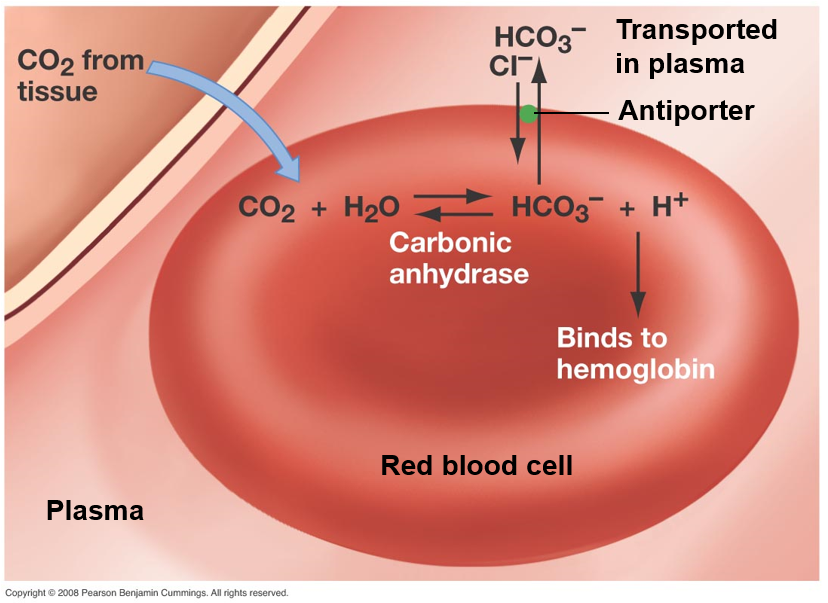 CO₂ from
tissue
HCO₃⁻
Cl⁻
Transported
in plasma
Antiporter
CO₂ + H₂O HCO₃⁻ + H⁺
Carbonic
anhydrase
Binds to
hemoglobin
Red blood cell
Plasma
Copyright © 2008 Pearson Benjamin Cummings. All rights reserved.